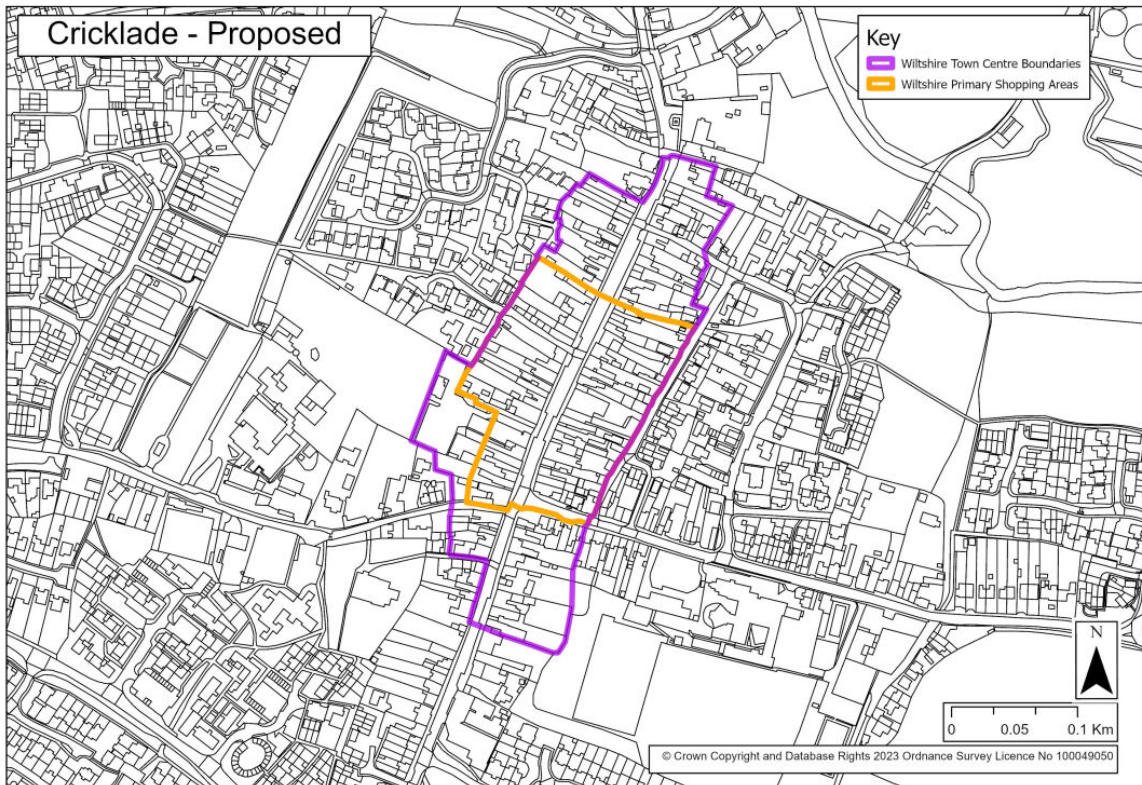 Cricklade - Proposed
Key
Wiltshire Town Centre Boundaries
Wiltshire Primary Shopping Areas
N
0 0.05 0.1 Km
© Crown Copyright and Database Rights 2023 Ordnance Survey Licence No 100049050